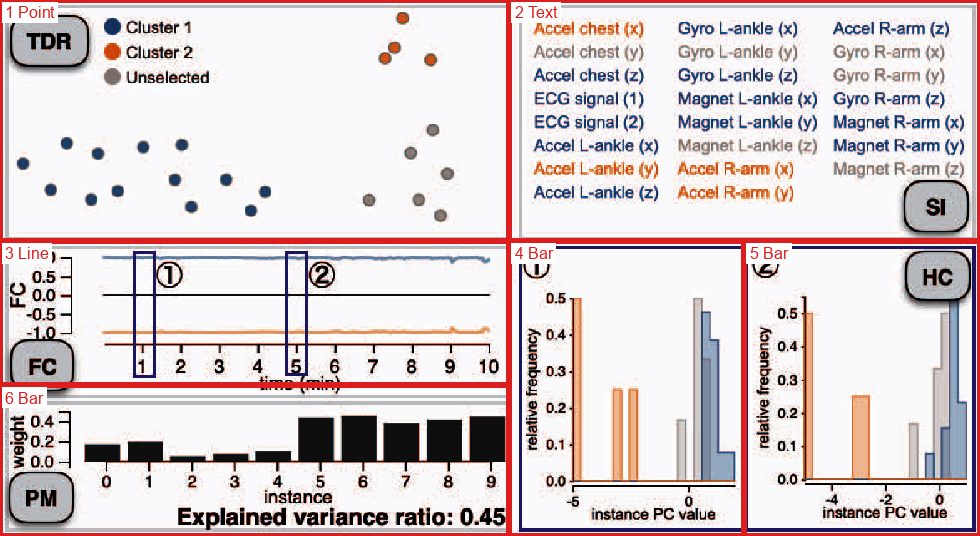 1 Point
TDR
Cluster 1
Cluster 2
Unselected
2 Text
Accel chest (x) Gyro L-ankle (x) Accel R-arm (z)
Accel chest (y) Gyro L-ankle (y) Gyro R-arm (x)
Accel chest (z) Gyro L-ankle (z) Gyro R-arm (y)
ECG signal (1) Magnet L-ankle (x) Gyro R-arm (z)
ECG signal (2) Magnet L-ankle (y) Magnet R-arm (x)
Accel L-ankle (x) Magnet L-ankle (z) Magnet R-arm (y)
Accel L-ankle (y) Accel R-arm (x) Magnet R-arm (z)
Accel L-ankle (z) Accel R-arm (y)
SI
3 Line
FC
0.5
0.0
-0.5
-1.0
① ②
FC
1 2 3 4 5 6 7 8 9 10
time (min)
4 Bar
①
relative frequency
0.5
0.4
0.3
0.2
0.1
0.0
-5 0
instance PC value
5 Bar
②
HC
relative frequency
0.5
0.4
0.3
0.2
0.1
0.0
-4 -2 0
instance PC value
6 Bar
weight
0.4
0.2
0.0
PM
0 1 2 3 4 5 6 7 8 9
instance
Explained variance ratio: 0.45